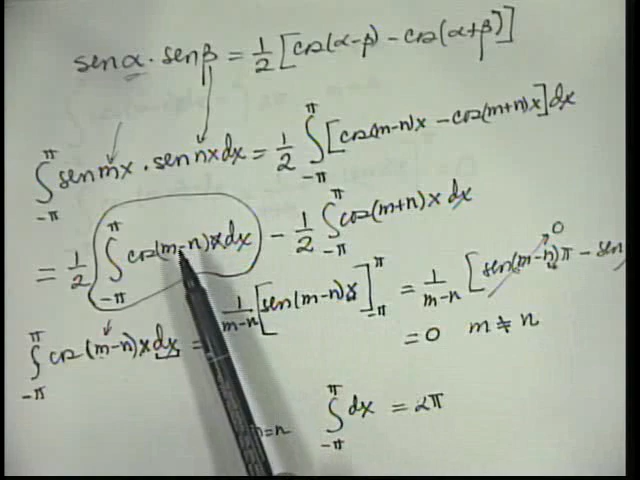 sen α · sen β = 1/2 [cos(α-β) - cos(α+β)]
∫_{-π}^{π} sen mx · sen nx dx = 1/2 ∫_{-π}^{π} [cos(m-n)x - cos(m+n)x] dx
= 1/2 ∫_{-π}^{π} cos(m-n)x dx - 1/2 ∫_{-π}^{π} cos(m+n)x dx
∫_{-π}^{π} cos(m-n)x dx = 1/(m-n) [sen(m-n)x]_{-π}^{π} = 1/(m-n) [sen(m-n)π - sen
0
= 0 m ≠ n
=n ∫_{-π}^{π} dx = 2π